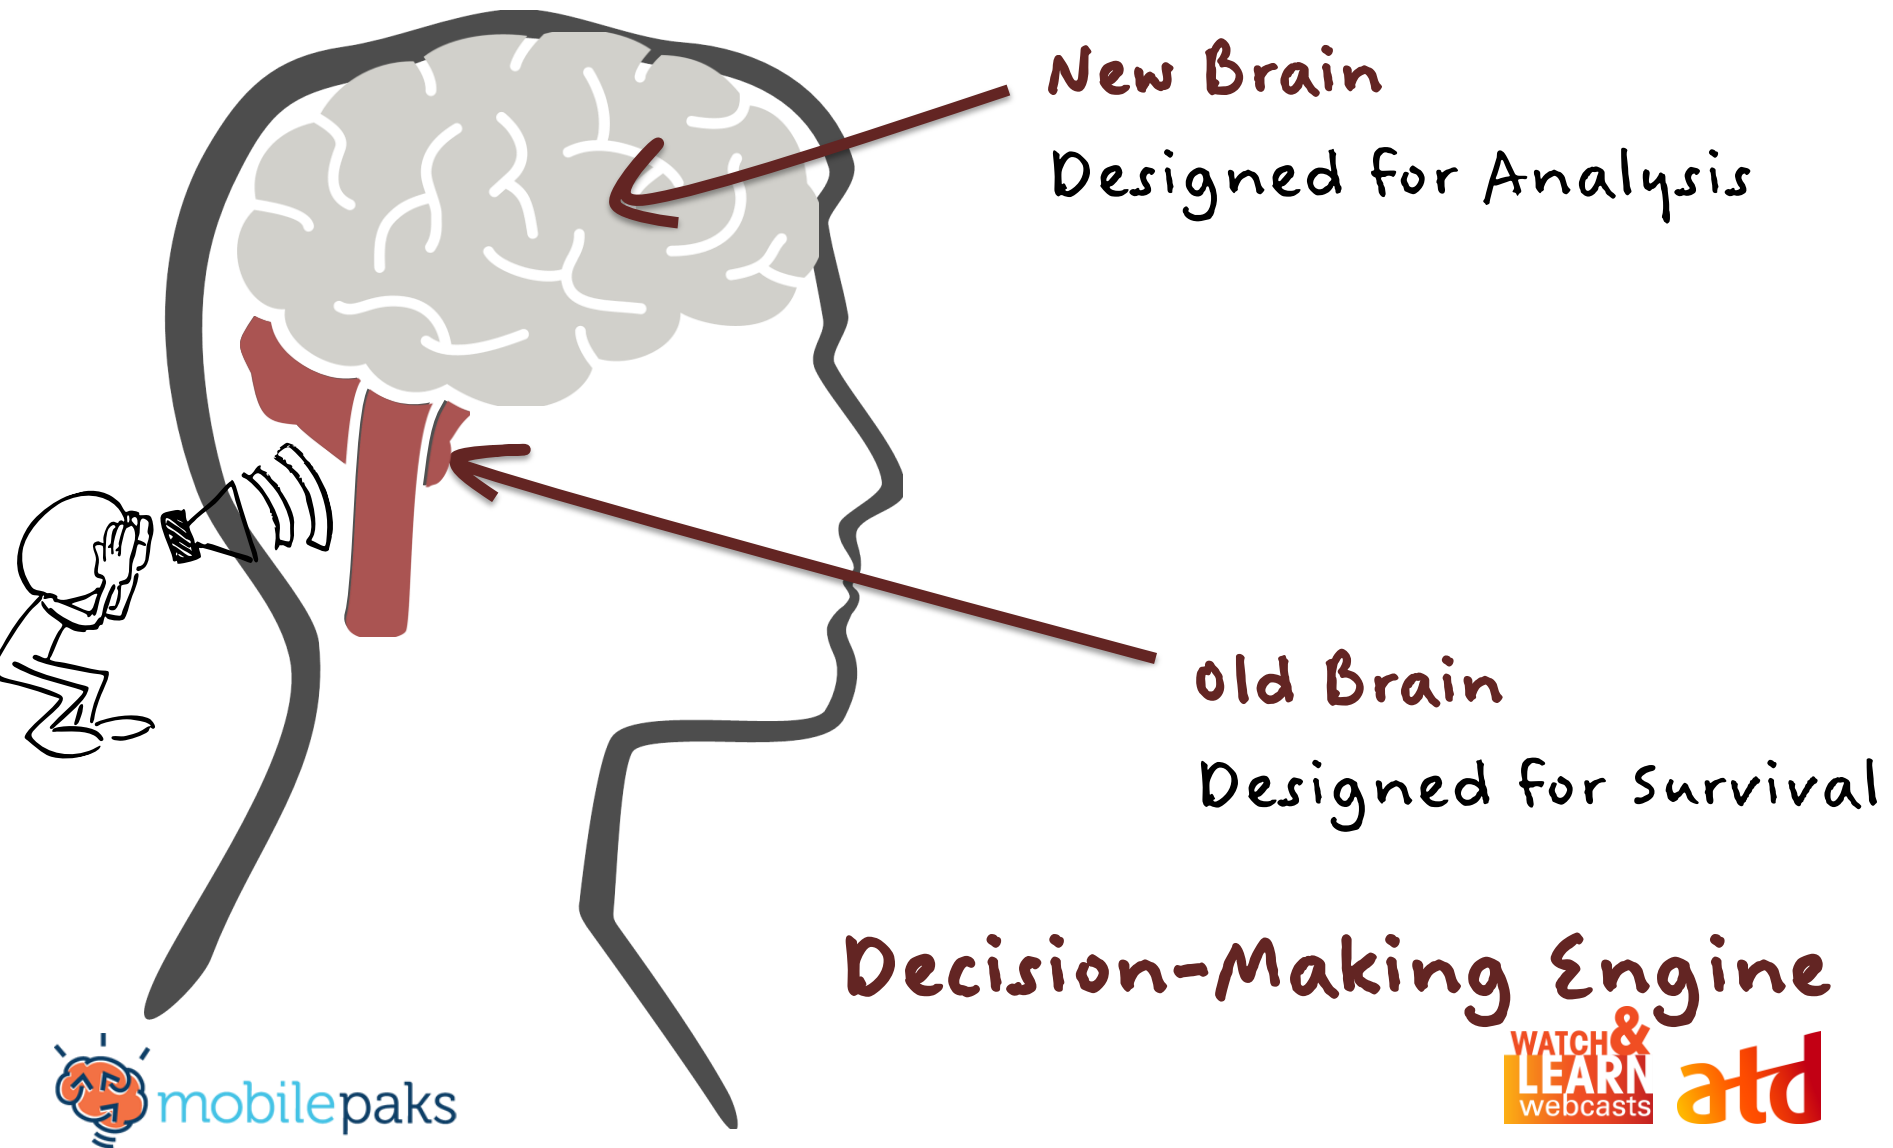 New Brain
Designed for Analysis
Old Brain
Designed for Survival
Decision-Making Engine
mobilepaks
WATCH&
LEARN
webcasts
atd